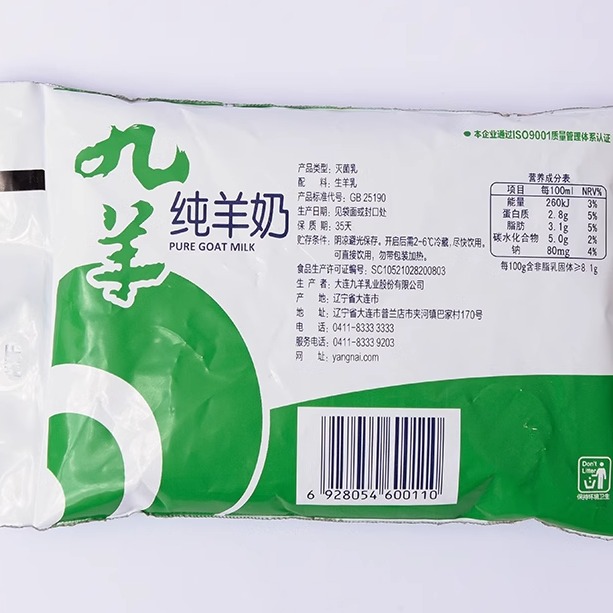 九羊
纯羊奶
PURE GOAT MILK
●本企业通过ISO9001质量管理体系认证
产品类型：灭菌乳
配　　料：生羊乳
产品标准代号：GB 25190
生产日期：见袋面或封口处
保 质 期：35天
贮存条件：阴凉避光保存。开启后需2-6℃冷藏，尽快饮用。
可直接饮用，勿带包装加热。
食品生产许可证编号：SC10521028200803
生 产 者：大连九羊乳业股份有限公司
产　　地：辽宁省大连市
地　　址：辽宁省大连市普兰店市夹河镇巴家村170号
电　　话：0411-8333 3333
服务电话：0411-8333 9203
网　　址：yangnai.com
营养成分表
项目 每100ml NRV%
能量 260kJ 3%
蛋白质 2.8g 5%
脂肪 3.1g 5%
碳水化合物 5.0g 2%
钠 80mg 4%
每100g含非脂乳固体≥8.1g
6 928054 600110
Don't
Litter
保持环境卫生